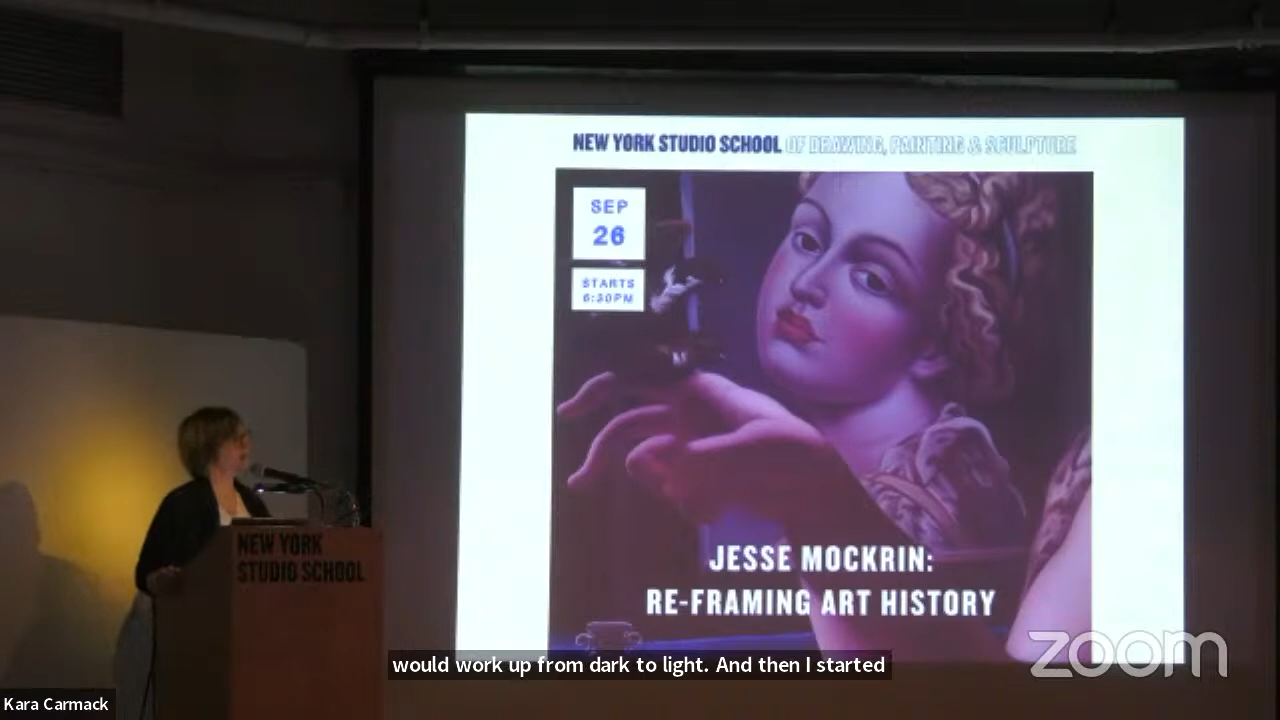 NEW YORK STUDIO SCHOOL OF DRAWING, PAINTING & SCULPTURE
SEP
26
STARTS
6:30PM
JESSE MOCKRIN:
RE-FRAMING ART HISTORY
NEW YORK
STUDIO SCHOOL
would work up from dark to light. And then I started
zoom
Kara Carmack